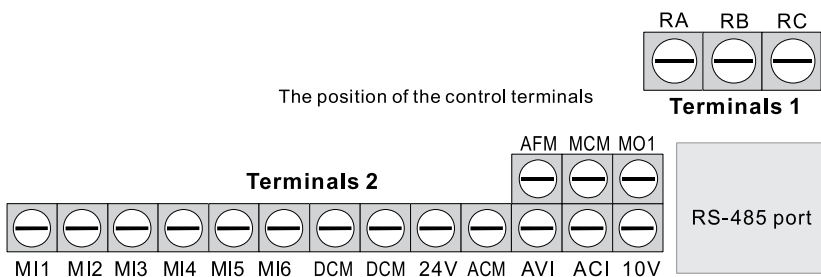 RA RB RC
The position of the control terminals
Terminals 1
AFM MCM MO1
Terminals 2
RS-485 port
MI1 MI2 MI3 MI4 MI5 MI6 DCM DCM 24V ACM AVI ACI 10V